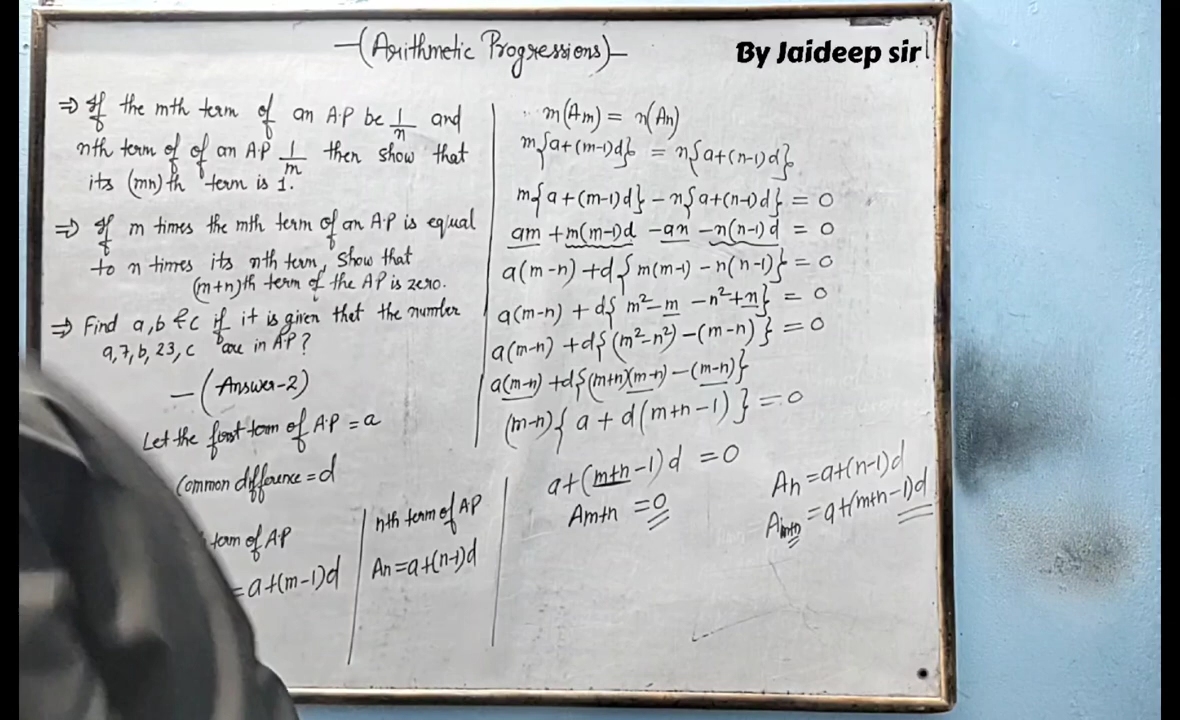 —(Arithmetic Progressions)—
By Jaideep sir
⇒ If the mth term of an A.P be 1/n and
nth term of of an A.P 1/m then show that
its (mn)th term is 1.
⇒ If m times the mth term of an A.P is equal
to n times its nth term, Show that
(m+n)th term of the AP is zero.
⇒ Find a, b & c if it is given that the number
a, 7, b, 23, c are in AP?
—(Answer-2)
Let the first term of A.P = a
Common difference = d
term of A.P
= a+(m-1)d
nth term of AP
An = a+(n-1)d
∴ m(Am) = n(An)
m{a+(m-1)d} = n{a+(n-1)d}
m{a+(m-1)d} - n{a+(n-1)d} = 0
am + m(m-1)d - an - n(n-1)d = 0
a(m-n) + d{m(m-1) - n(n-1)} = 0
a(m-n) + d{m²-m -n²+n} = 0
a(m-n) + d{(m²-n²) -(m-n)} = 0
a(m-n) + d{(m+n)(m-n) -(m-n)}
(m-n){a + d(m+n-1)} = 0
a+(m+n-1)d = 0
Am+n = 0
An = a+(n-1)d
Am+n = a+(m+n-1)d